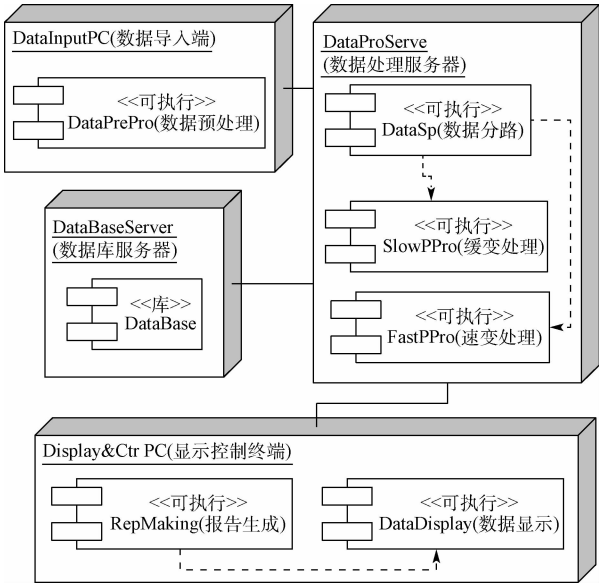 DataInputPC(数据导入端)
<<可执行>>
DataPrePro(数据预处理)
DataProServe
(数据处理服务器)
<<可执行>>
DataSp(数据分路)
<<可执行>>
SlowPPro(缓变处理)
<<可执行>>
FastPPro(速变处理)
DataBaseServer
(数据库服务器)
<<库>>
DataBase
Display&Ctr PC(显示控制终端)
<<可执行>>
RepMaking(报告生成)
<<可执行>>
DataDisplay(数据显示)